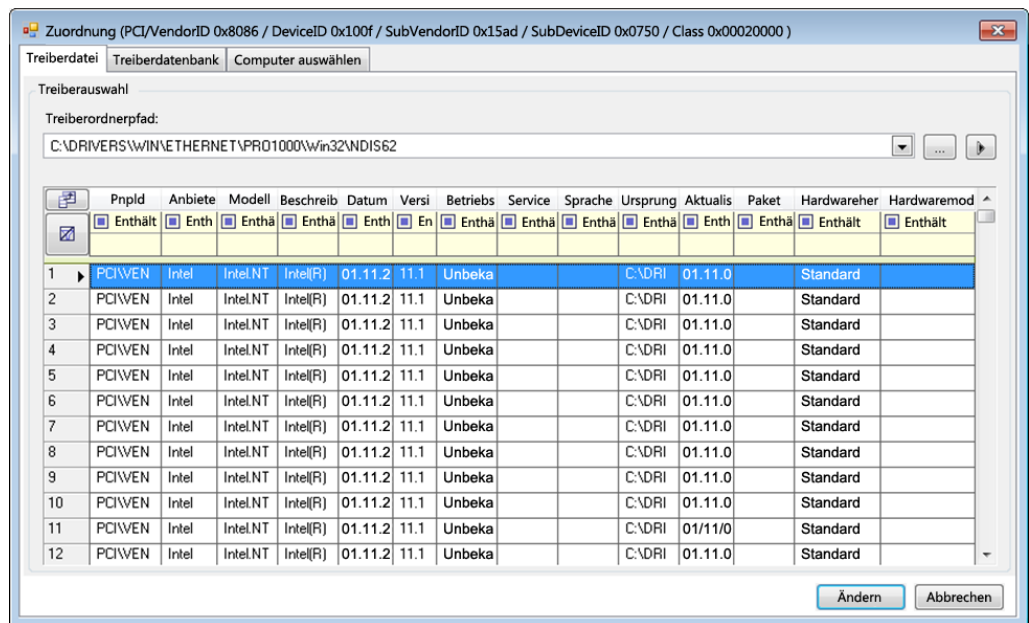 Zuordnung (PCI/VendorID 0x8086 / DeviceID 0x100f / SubVendorID 0x15ad / SubDeviceID 0x0750 / Class 0x00020000 )
Treiberdatei Treiberdatenbank Computer auswählen
Treiberauswahl
Treiberordnerpfad:
C:\DRIVERS\WIN\ETHERNET\PRO1000\Win32\NDIS62
...
PnpId Anbiete Modell Beschreib Datum Versi Betriebs Service Sprache Ursprung Aktualis Paket Hardwareher Hardwaremod
Enthält Enth Enthä Enthä Enth En Enthä Enthä Enthä Enthä Enth Enthä Enthält Enthält
1 PCI\VEN Intel Intel.NT Intel(R) 01.11.2 11.1 Unbeka C:\DRI 01.11.0 Standard
2 PCI\VEN Intel Intel.NT Intel(R) 01.11.2 11.1 Unbeka C:\DRI 01.11.0 Standard
3 PCI\VEN Intel Intel.NT Intel(R) 01.11.2 11.1 Unbeka C:\DRI 01.11.0 Standard
4 PCI\VEN Intel Intel.NT Intel(R) 01.11.2 11.1 Unbeka C:\DRI 01.11.0 Standard
5 PCI\VEN Intel Intel.NT Intel(R) 01.11.2 11.1 Unbeka C:\DRI 01.11.0 Standard
6 PCI\VEN Intel Intel.NT Intel(R) 01.11.2 11.1 Unbeka C:\DRI 01.11.0 Standard
7 PCI\VEN Intel Intel.NT Intel(R) 01.11.2 11.1 Unbeka C:\DRI 01.11.0 Standard
8 PCI\VEN Intel Intel.NT Intel(R) 01.11.2 11.1 Unbeka C:\DRI 01.11.0 Standard
9 PCI\VEN Intel Intel.NT Intel(R) 01.11.2 11.1 Unbeka C:\DRI 01.11.0 Standard
10 PCI\VEN Intel Intel.NT Intel(R) 01.11.2 11.1 Unbeka C:\DRI 01.11.0 Standard
11 PCI\VEN Intel Intel.NT Intel(R) 01.11.2 11.1 Unbeka C:\DRI 01/11/0 Standard
12 PCI\VEN Intel Intel.NT Intel(R) 01.11.2 11.1 Unbeka C:\DRI 01.11.0 Standard
Ändern Abbrechen